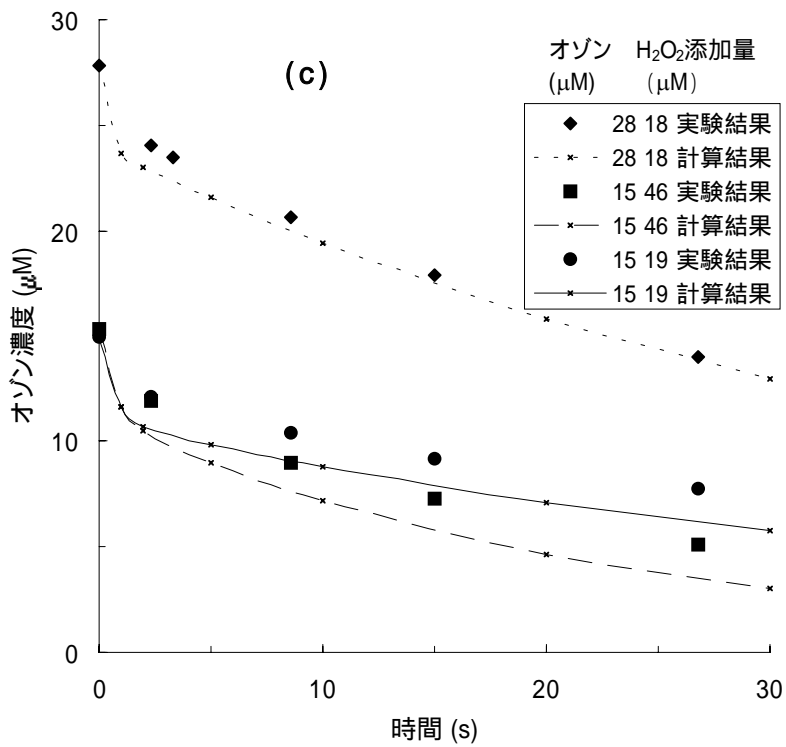 30
(c)
オゾン H₂O₂添加量
(μM) (μM)
28 18 実験結果
28 18 計算結果
15 46 実験結果
15 46 計算結果
15 19 実験結果
15 19 計算結果
20
オゾン濃度 (μM)
10
0
0 10 20 30
時間 (s)